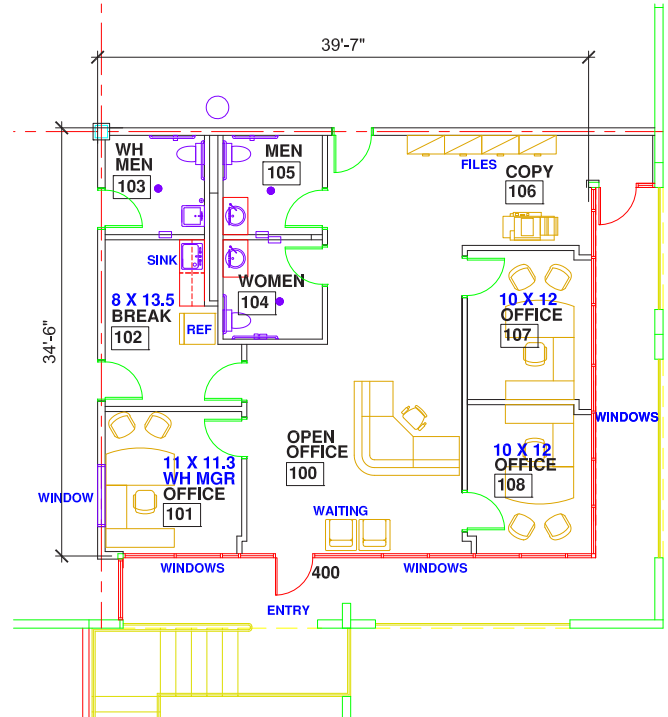 39'-7"
WH
MEN
103
MEN
105
FILES
COPY
106
SINK
WOMEN
104
8 X 13.5
BREAK
102
REF
10 X 12
OFFICE
107
34'-6"
WINDOWS
OPEN
OFFICE
100
10 X 12
OFFICE
108
11 X 11.3
WH MGR
OFFICE
101
WINDOW
WAITING
WINDOWS
400
WINDOWS
ENTRY